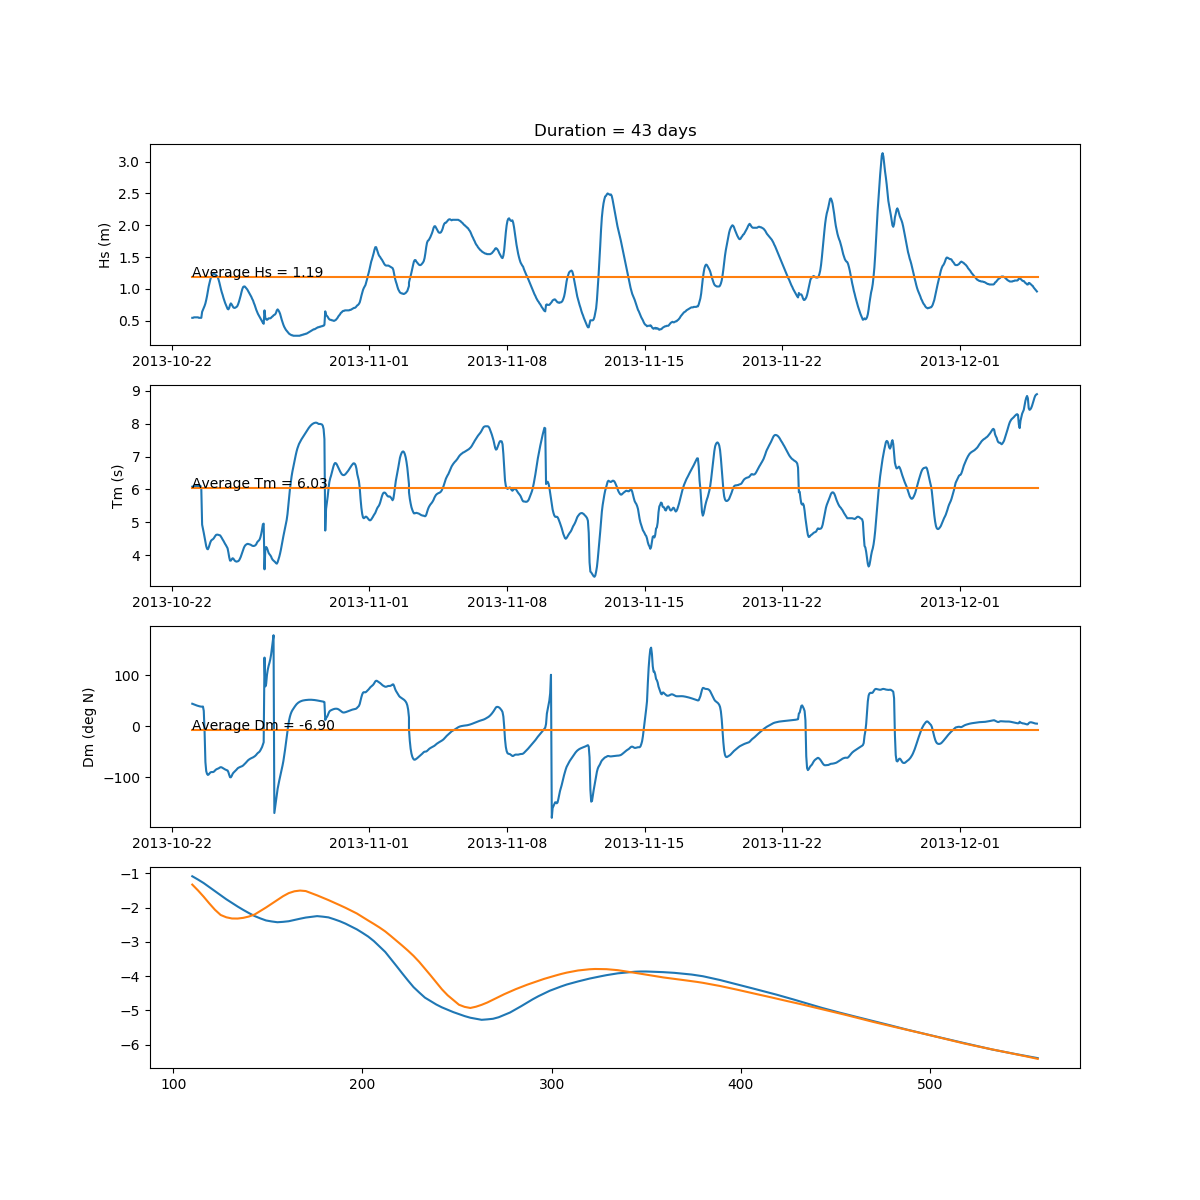 Duration = 43 days
3.0
2.5
2.0
1.5
1.0
0.5
Hs (m)
Average Hs = 1.19
2013-10-22 2013-11-01 2013-11-08 2013-11-15 2013-11-22 2013-12-01
9
8
7
6
5
4
Tm (s)
Average Tm = 6.03
2013-10-22 2013-11-01 2013-11-08 2013-11-15 2013-11-22 2013-12-01
100
0
−100
Dm (deg N)
Average Dm = -6.90
2013-10-22 2013-11-01 2013-11-08 2013-11-15 2013-11-22 2013-12-01
−1
−2
−3
−4
−5
−6
100 200 300 400 500